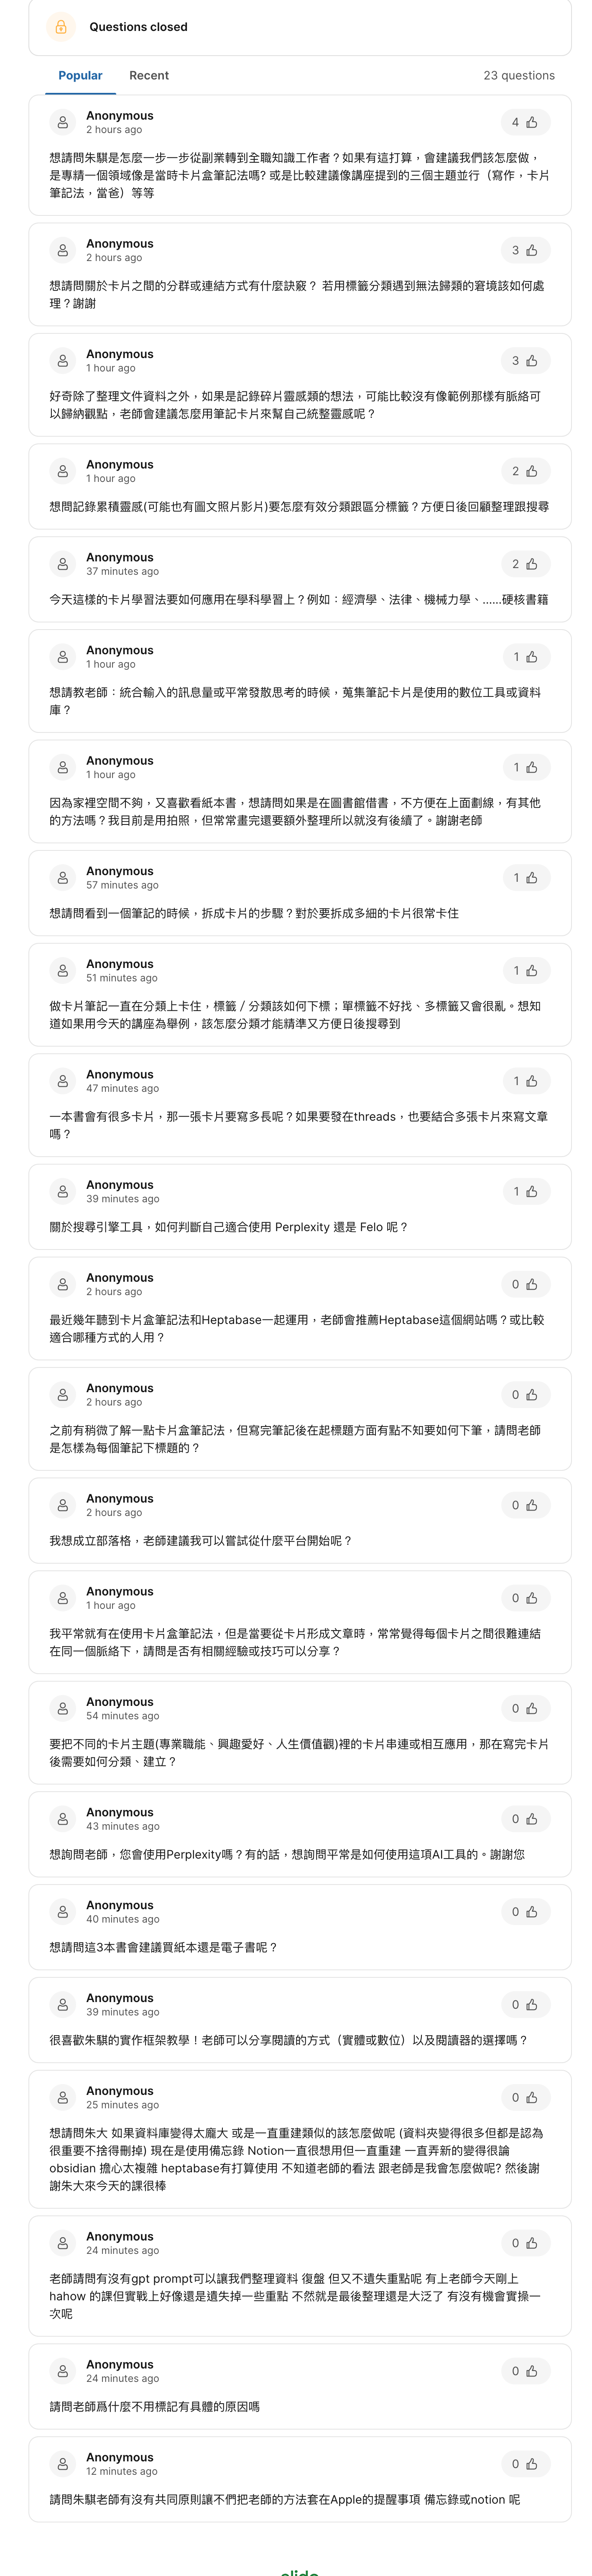 Questions closed
Popular Recent 23 questions
Anonymous
2 hours ago
4
想請問朱騏是怎麼一步一步從副業轉到全職知識工作者？如果有這打算，會建議我們該怎麼做，
是專精一個領域像是當時卡片盒筆記法嗎? 或是比較建議像講座提到的三個主題並行（寫作，卡片
筆記法，當爸）等等
Anonymous
2 hours ago
3
想請問關於卡片之間的分群或連結方式有什麼訣竅？ 若用標籤分類遇到無法歸類的窘境該如何處
理？謝謝
Anonymous
1 hour ago
3
好奇除了整理文件資料之外，如果是記錄碎片靈感類的想法，可能比較沒有像範例那樣有脈絡可
以歸納觀點，老師會建議怎麼用筆記卡片來幫自己統整靈感呢？
Anonymous
1 hour ago
2
想問記錄累積靈感(可能也有圖文照片影片)要怎麼有效分類跟區分標籤？方便日後回顧整理跟搜尋
Anonymous
37 minutes ago
2
今天這樣的卡片學習法要如何應用在學科學習上？例如：經濟學、法律、機械力學、......硬核書籍
Anonymous
1 hour ago
1
想請教老師：統合輸入的訊息量或平常發散思考的時候，蒐集筆記卡片是使用的數位工具或資料
庫？
Anonymous
1 hour ago
1
因為家裡空間不夠，又喜歡看紙本書，想請問如果是在圖書館借書，不方便在上面劃線，有其他
的方法嗎？我目前是用拍照，但常常畫完還要額外整理所以就沒有後續了。謝謝老師
Anonymous
57 minutes ago
1
想請問看到一個筆記的時候，拆成卡片的步驟？對於要拆成多細的卡片很常卡住
Anonymous
51 minutes ago
1
做卡片筆記一直在分類上卡住，標籤 / 分類該如何下標；單標籤不好找、多標籤又會很亂。想知
道如果用今天的講座為舉例，該怎麼分類才能精準又方便日後搜尋到
Anonymous
47 minutes ago
1
一本書會有很多卡片，那一張卡片要寫多長呢？如果要發在threads，也要結合多張卡片來寫文章
嗎？
Anonymous
39 minutes ago
1
關於搜尋引擎工具，如何判斷自己適合使用 Perplexity 還是 Felo 呢？
Anonymous
2 hours ago
0
最近幾年聽到卡片盒筆記法和Heptabase一起運用，老師會推薦Heptabase這個網站嗎？或比較
適合哪種方式的人用？
Anonymous
2 hours ago
0
之前有稍微了解一點卡片盒筆記法，但寫完筆記後在起標題方面有點不知要如何下筆，請問老師
是怎樣為每個筆記下標題的？
Anonymous
2 hours ago
0
我想成立部落格，老師建議我可以嘗試從什麼平台開始呢？
Anonymous
1 hour ago
0
我平常就有在使用卡片盒筆記法，但是當要從卡片形成文章時，常常覺得每個卡片之間很難連結
在同一個脈絡下，請問是否有相關經驗或技巧可以分享？
Anonymous
54 minutes ago
0
要把不同的卡片主題(專業職能、興趣愛好、人生價值觀)裡的卡片串連或相互應用，那在寫完卡片
後需要如何分類、建立？
Anonymous
43 minutes ago
0
想詢問老師，您會使用Perplexity嗎？有的話，想詢問平常是如何使用這項AI工具的。謝謝您
Anonymous
40 minutes ago
0
想請問這3本書會建議買紙本還是電子書呢？
Anonymous
39 minutes ago
0
很喜歡朱騏的實作框架教學！老師可以分享閱讀的方式（實體或數位）以及閱讀器的選擇嗎？
Anonymous
25 minutes ago
0
想請問朱大 如果資料庫變得太龐大 或是一直重建類似的該怎麼做呢 (資料夾變得很多但都是認為
很重要不捨得刪掉) 現在是使用備忘錄 Notion一直很想用但一直重建 一直弄新的變得很論
obsidian 擔心太複雜 heptabase有打算使用 不知道老師的看法 跟老師是我會怎麼做呢? 然後謝
謝朱大來今天的課很棒
Anonymous
24 minutes ago
0
老師請問有沒有gpt prompt可以讓我們整理資料 復盤 但又不遺失重點呢 有上老師今天剛上
hahow 的課但實戰上好像還是遺失掉一些重點 不然就是最後整理還是大泛了 有沒有機會實操一
次呢
Anonymous
24 minutes ago
0
請問老師爲什麼不用標記有具體的原因嗎
Anonymous
12 minutes ago
0
請問朱騏老師有沒有共同原則讓不們把老師的方法套在Apple的提醒事項 備忘錄或notion 呢
slido